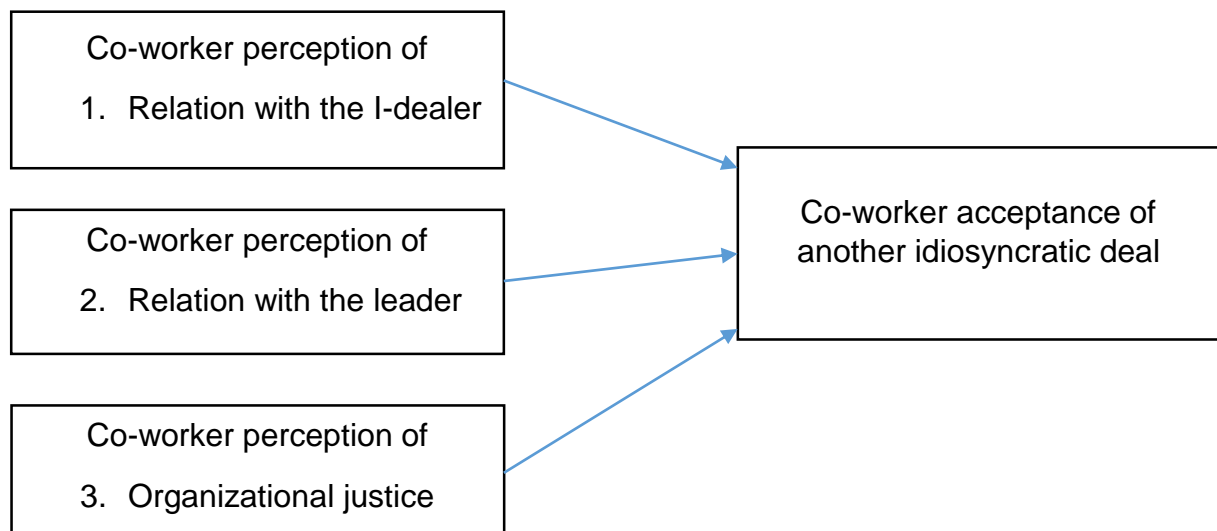 Co-worker perception of
1. Relation with the I-dealer
Co-worker perception of
2. Relation with the leader
Co-worker perception of
3. Organizational justice
Co-worker acceptance of
another idiosyncratic deal